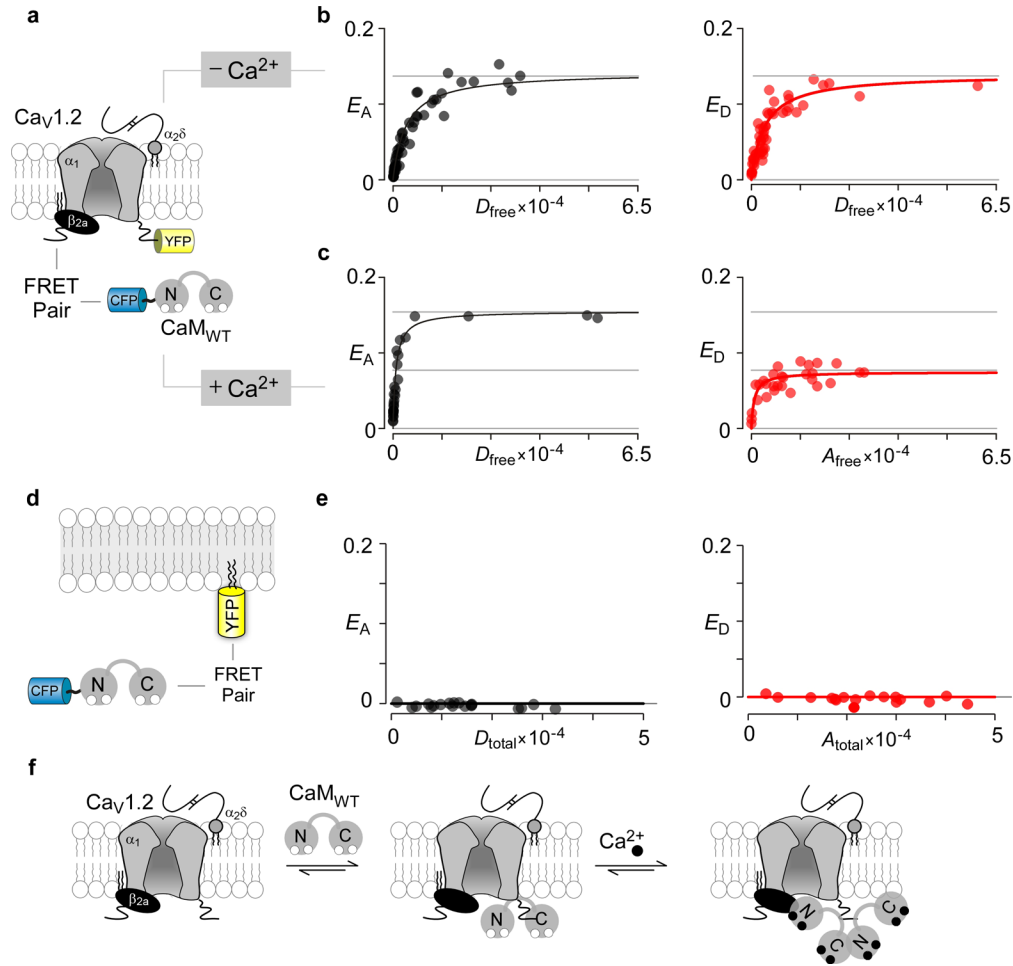 a
− Ca²⁺
CaV1.2
α₂δ
α₁
β₂ₐ
YFP
FRET
Pair
CFP
N
C
CaMWT
+ Ca²⁺
b
0.2
EA
0
0
Dfree×10⁻⁴
6.5
0.2
ED
0
0
Dfree×10⁻⁴
6.5
c
0.2
EA
0
0
Dfree×10⁻⁴
6.5
0.2
ED
0
0
Afree×10⁻⁴
6.5
d
YFP
CFP
N
C
FRET
Pair
e
0.2
EA
0
0
Dtotal×10⁻⁴
5
0.2
ED
0
0
Atotal×10⁻⁴
5
f
CaV1.2
α₂δ
α₁
β₂ₐ
CaMWT
N
C
N
C
Ca²⁺
N
C
C
N